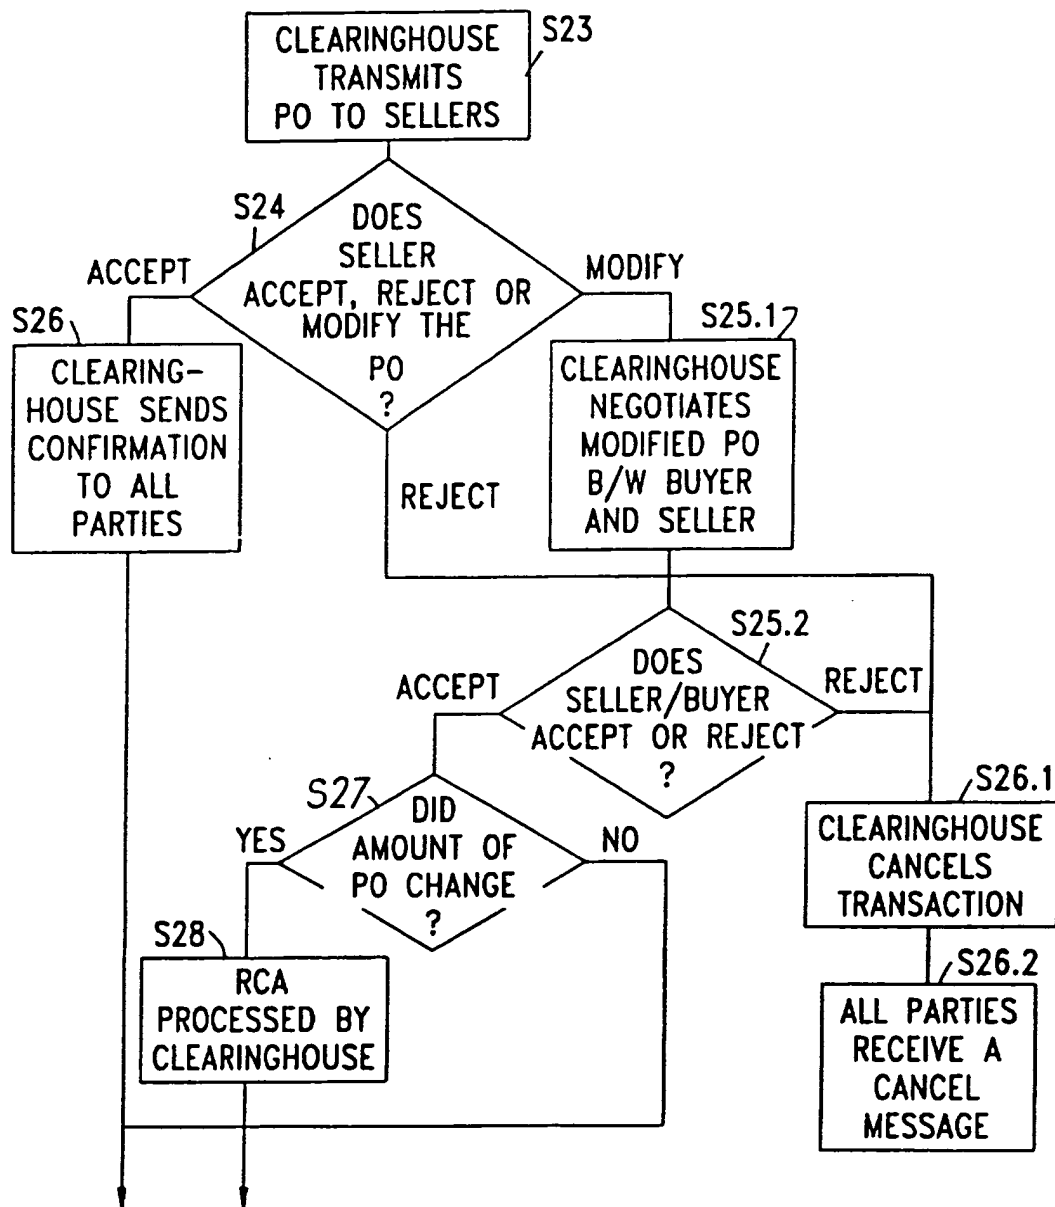 CLEARINGHOUSE
TRANSMITS
PO TO SELLERS
S23
S24
DOES
SELLER
ACCEPT, REJECT OR
MODIFY THE
PO
?
ACCEPT
MODIFY
REJECT
S26
CLEARING-
HOUSE SENDS
CONFIRMATION
TO ALL
PARTIES
S25.1
CLEARINGHOUSE
NEGOTIATES
MODIFIED PO
B/W BUYER
AND SELLER
S25.2
DOES
SELLER/BUYER
ACCEPT OR REJECT
?
ACCEPT
REJECT
S27
DID
AMOUNT OF
PO CHANGE
?
YES
NO
S28
RCA
PROCESSED BY
CLEARINGHOUSE
S26.1
CLEARINGHOUSE
CANCELS
TRANSACTION
S26.2
ALL PARTIES
RECEIVE A
CANCEL
MESSAGE